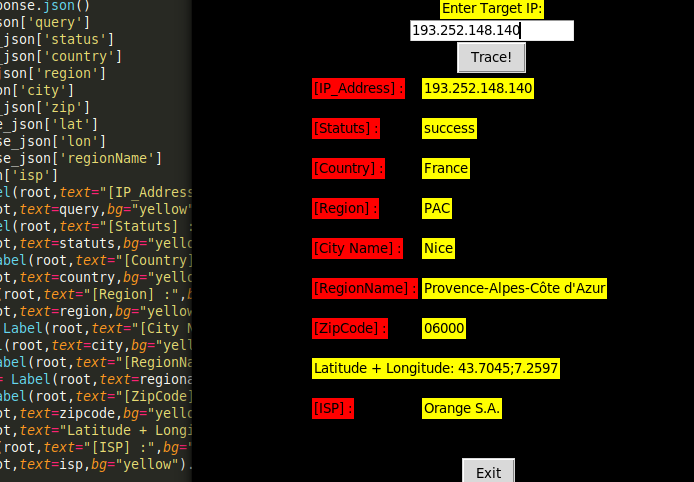 ponse.json()
n['query']
_json['status']
_json['country']
json['region']
on['city']
_json['zip']
e_json['lat']
se_json['lon']
se_json['regionName']
n['isp']
el(root,text="[IP_Address
ot,text=query,bg="yellow"
el(root,text="[Statuts] :
ot,text=statuts,bg="yello
abel(root,text="[Country]
ot,text=country,bg="yello
(root,text="[Region] :",b
ot,text=region,bg="yellow
Label(root,text="[City N
l(root,text=city,bg="yell
abel(root,text="[RegionNa
= Label(root,text=regiona
abel(root,text="[ZipCode]
ot,text=zipcode,bg="yello
ot,text="Latitude + Longi
(root,text="[ISP] :",bg="
ot,text=isp,bg="yellow").
Enter Target IP:
193.252.148.140
Trace!
[IP_Address] : 193.252.148.140
[Statuts] : success
[Country] : France
[Region] : PAC
[City Name] : Nice
[RegionName] : Provence-Alpes-Côte d'Azur
[ZipCode] : 06000
Latitude + Longitude: 43.7045;7.2597
[ISP] : Orange S.A.
Exit